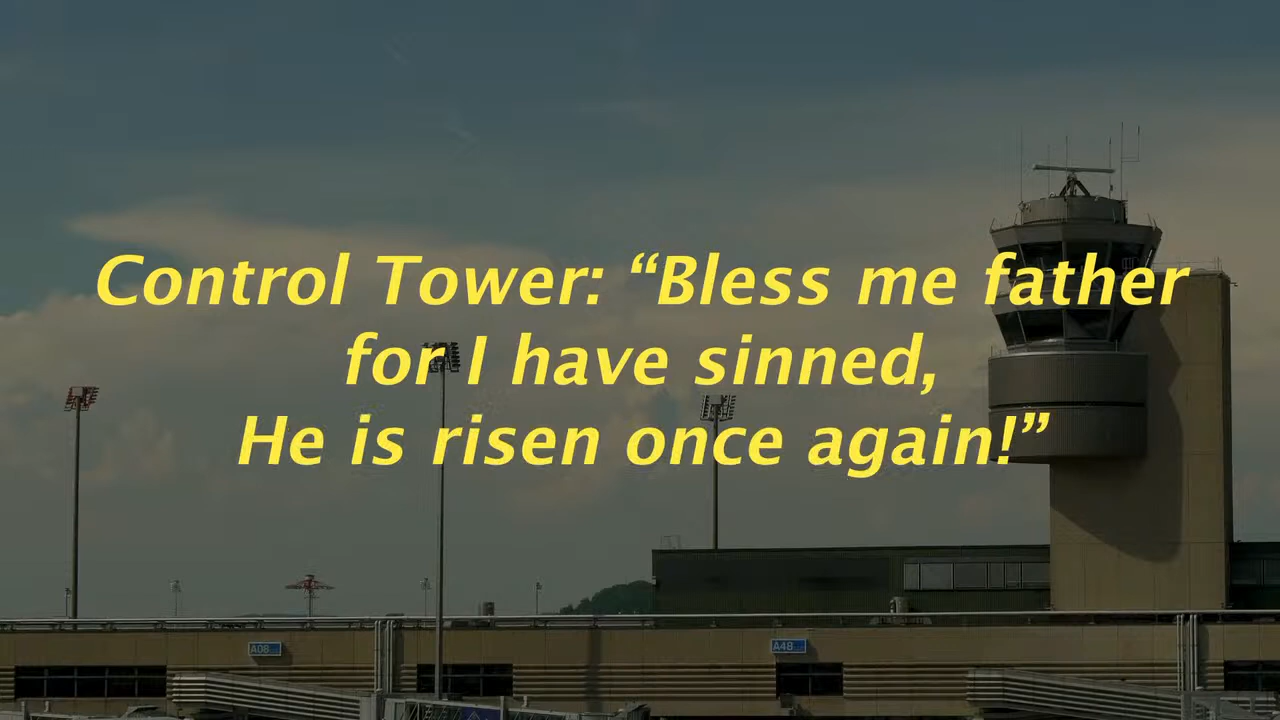 Control Tower: “Bless me father
for I have sinned,
He is risen once again!”
A08
A48